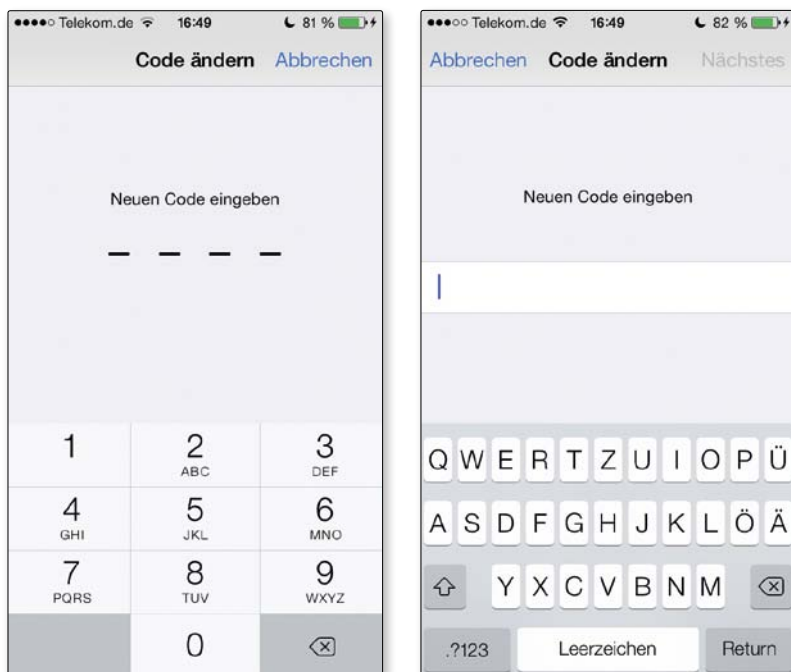 Telekom.de 16:49 81 %
Code ändern Abbrechen
Neuen Code eingeben
1 2 3
ABC DEF
4 5 6
GHI JKL MNO
7 8 9
PQRS TUV WXYZ
0
Telekom.de 16:49 82 %
Abbrechen Code ändern Nächstes
Neuen Code eingeben
Q W E R T Z U I O P Ü
A S D F G H J K L Ö Ä
Y X C V B N M
.?123 Leerzeichen Return